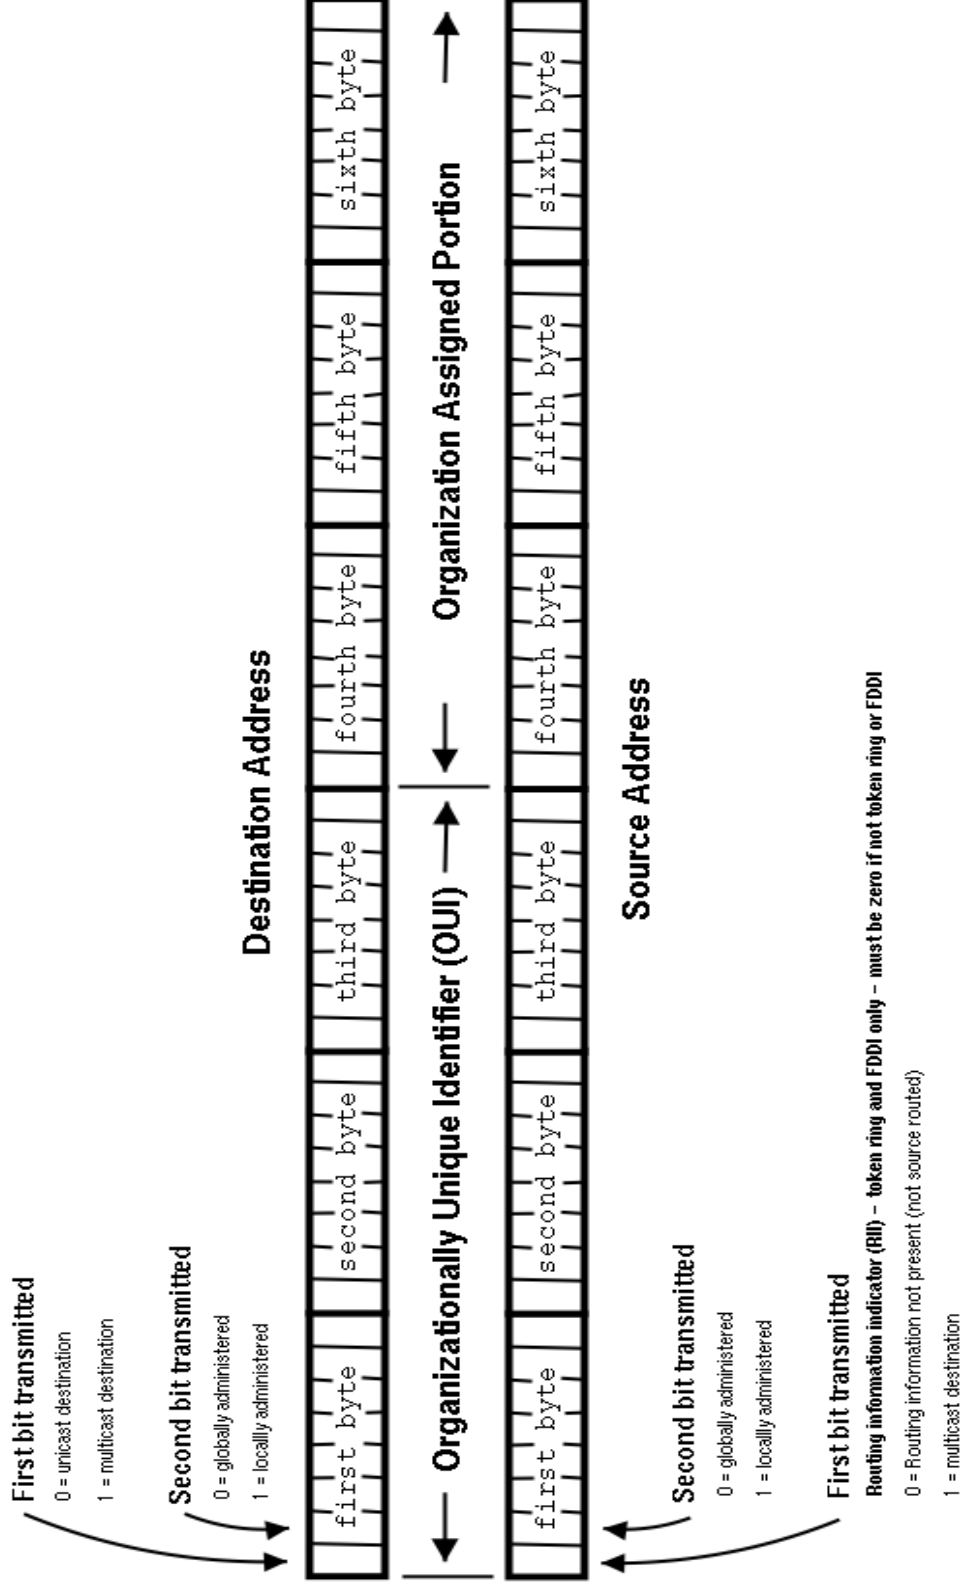 First bit transmitted
0 = unicast destination
1 = multicast destination
Second bit transmitted
0 = globally administered
1 = locallly administered
Destination Address
first byte second byte third byte fourth byte fifth byte sixth byte
Organizationally Unique Identifier (OUI) Organization Assigned Portion
first byte second byte third byte fourth byte fifth byte sixth byte
Source Address
Second bit transmitted
0 = globally administered
1 = locallly administered
First bit transmitted
Routing information indicator (RII) – token ring and FDDI only – must be zero if not token ring or FDDI
0 = Routing information not present (not source routed)
1 = multicast destination